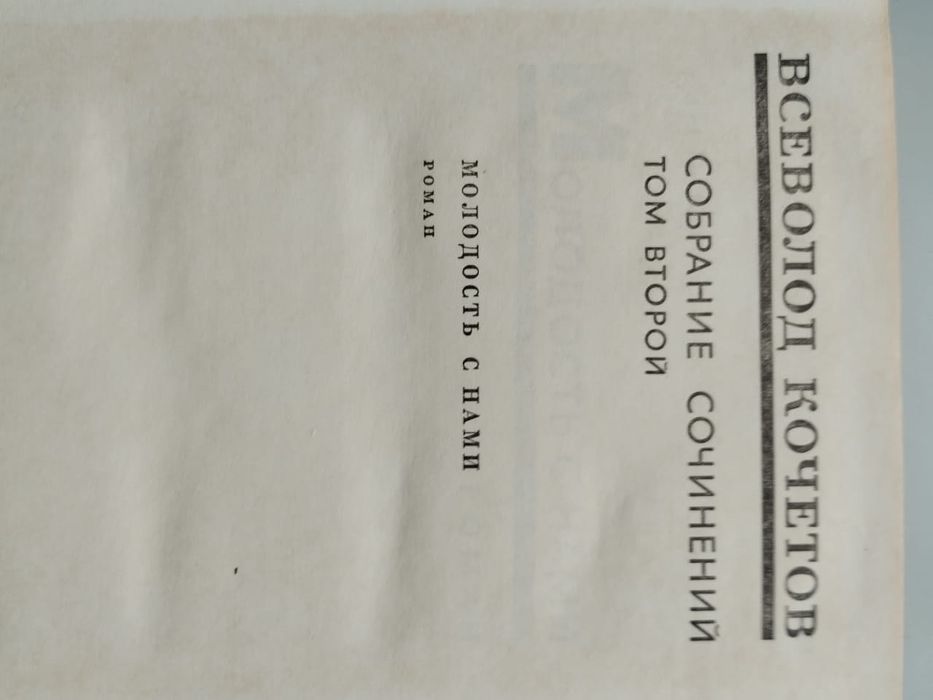 ВСЕВОЛОД КОЧЕТОВ
СОБРАНИЕ СОЧИНЕНИЙ
ТОМ ВТОРОЙ
МОЛОДОСТЬ С НАМИ
РОМАН